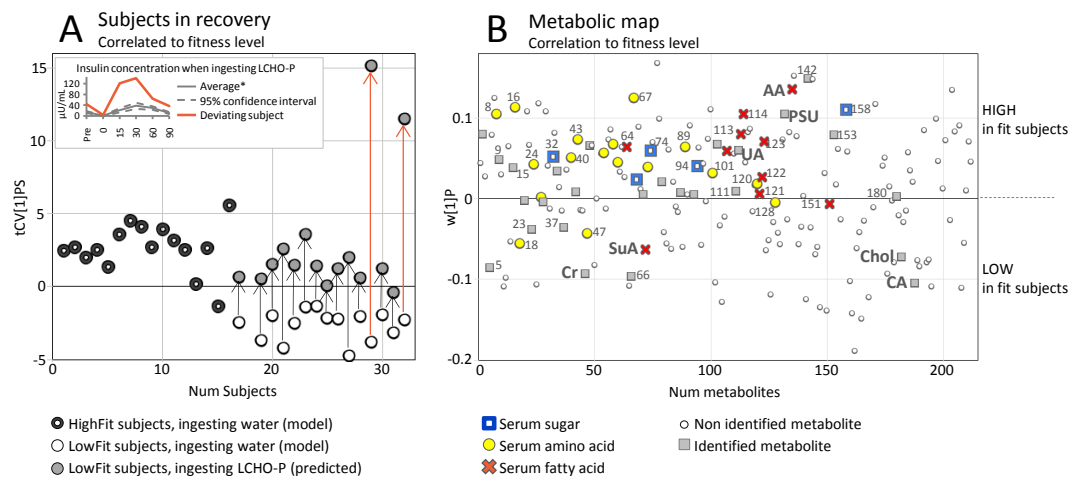 A Subjects in recovery
Correlated to fitness level
tCV[1]PS
15
10
5
0
-5
0 10 20 30
Num Subjects
Insulin concentration when ingesting LCHO-P
µU/mL
120
80
40
0
Pre 0 15 30 60 90
Average*
95% confidence interval
Deviating subject
HighFit subjects, ingesting water (model)
LowFit subjects, ingesting water (model)
LowFit subjects, ingesting LCHO-P (predicted)
B Metabolic map
Correlation to fitness level
w[1]P
0.1
0
-0.1
-0.2
0 50 100 150 200
Num metabolites
142
AA
16
67
8
114
PSU
158
43
113
153
64
74
89
123
32
UA
9
24
40
94
101
15
122
120
111
121
180
128
151
23
37
18
47
SuA
Chol.
5
Cr
66
CA
HIGH
in fit subjects
LOW
in fit subjects
Serum sugar
Serum amino acid
Serum fatty acid
Non identified metabolite
Identified metabolite